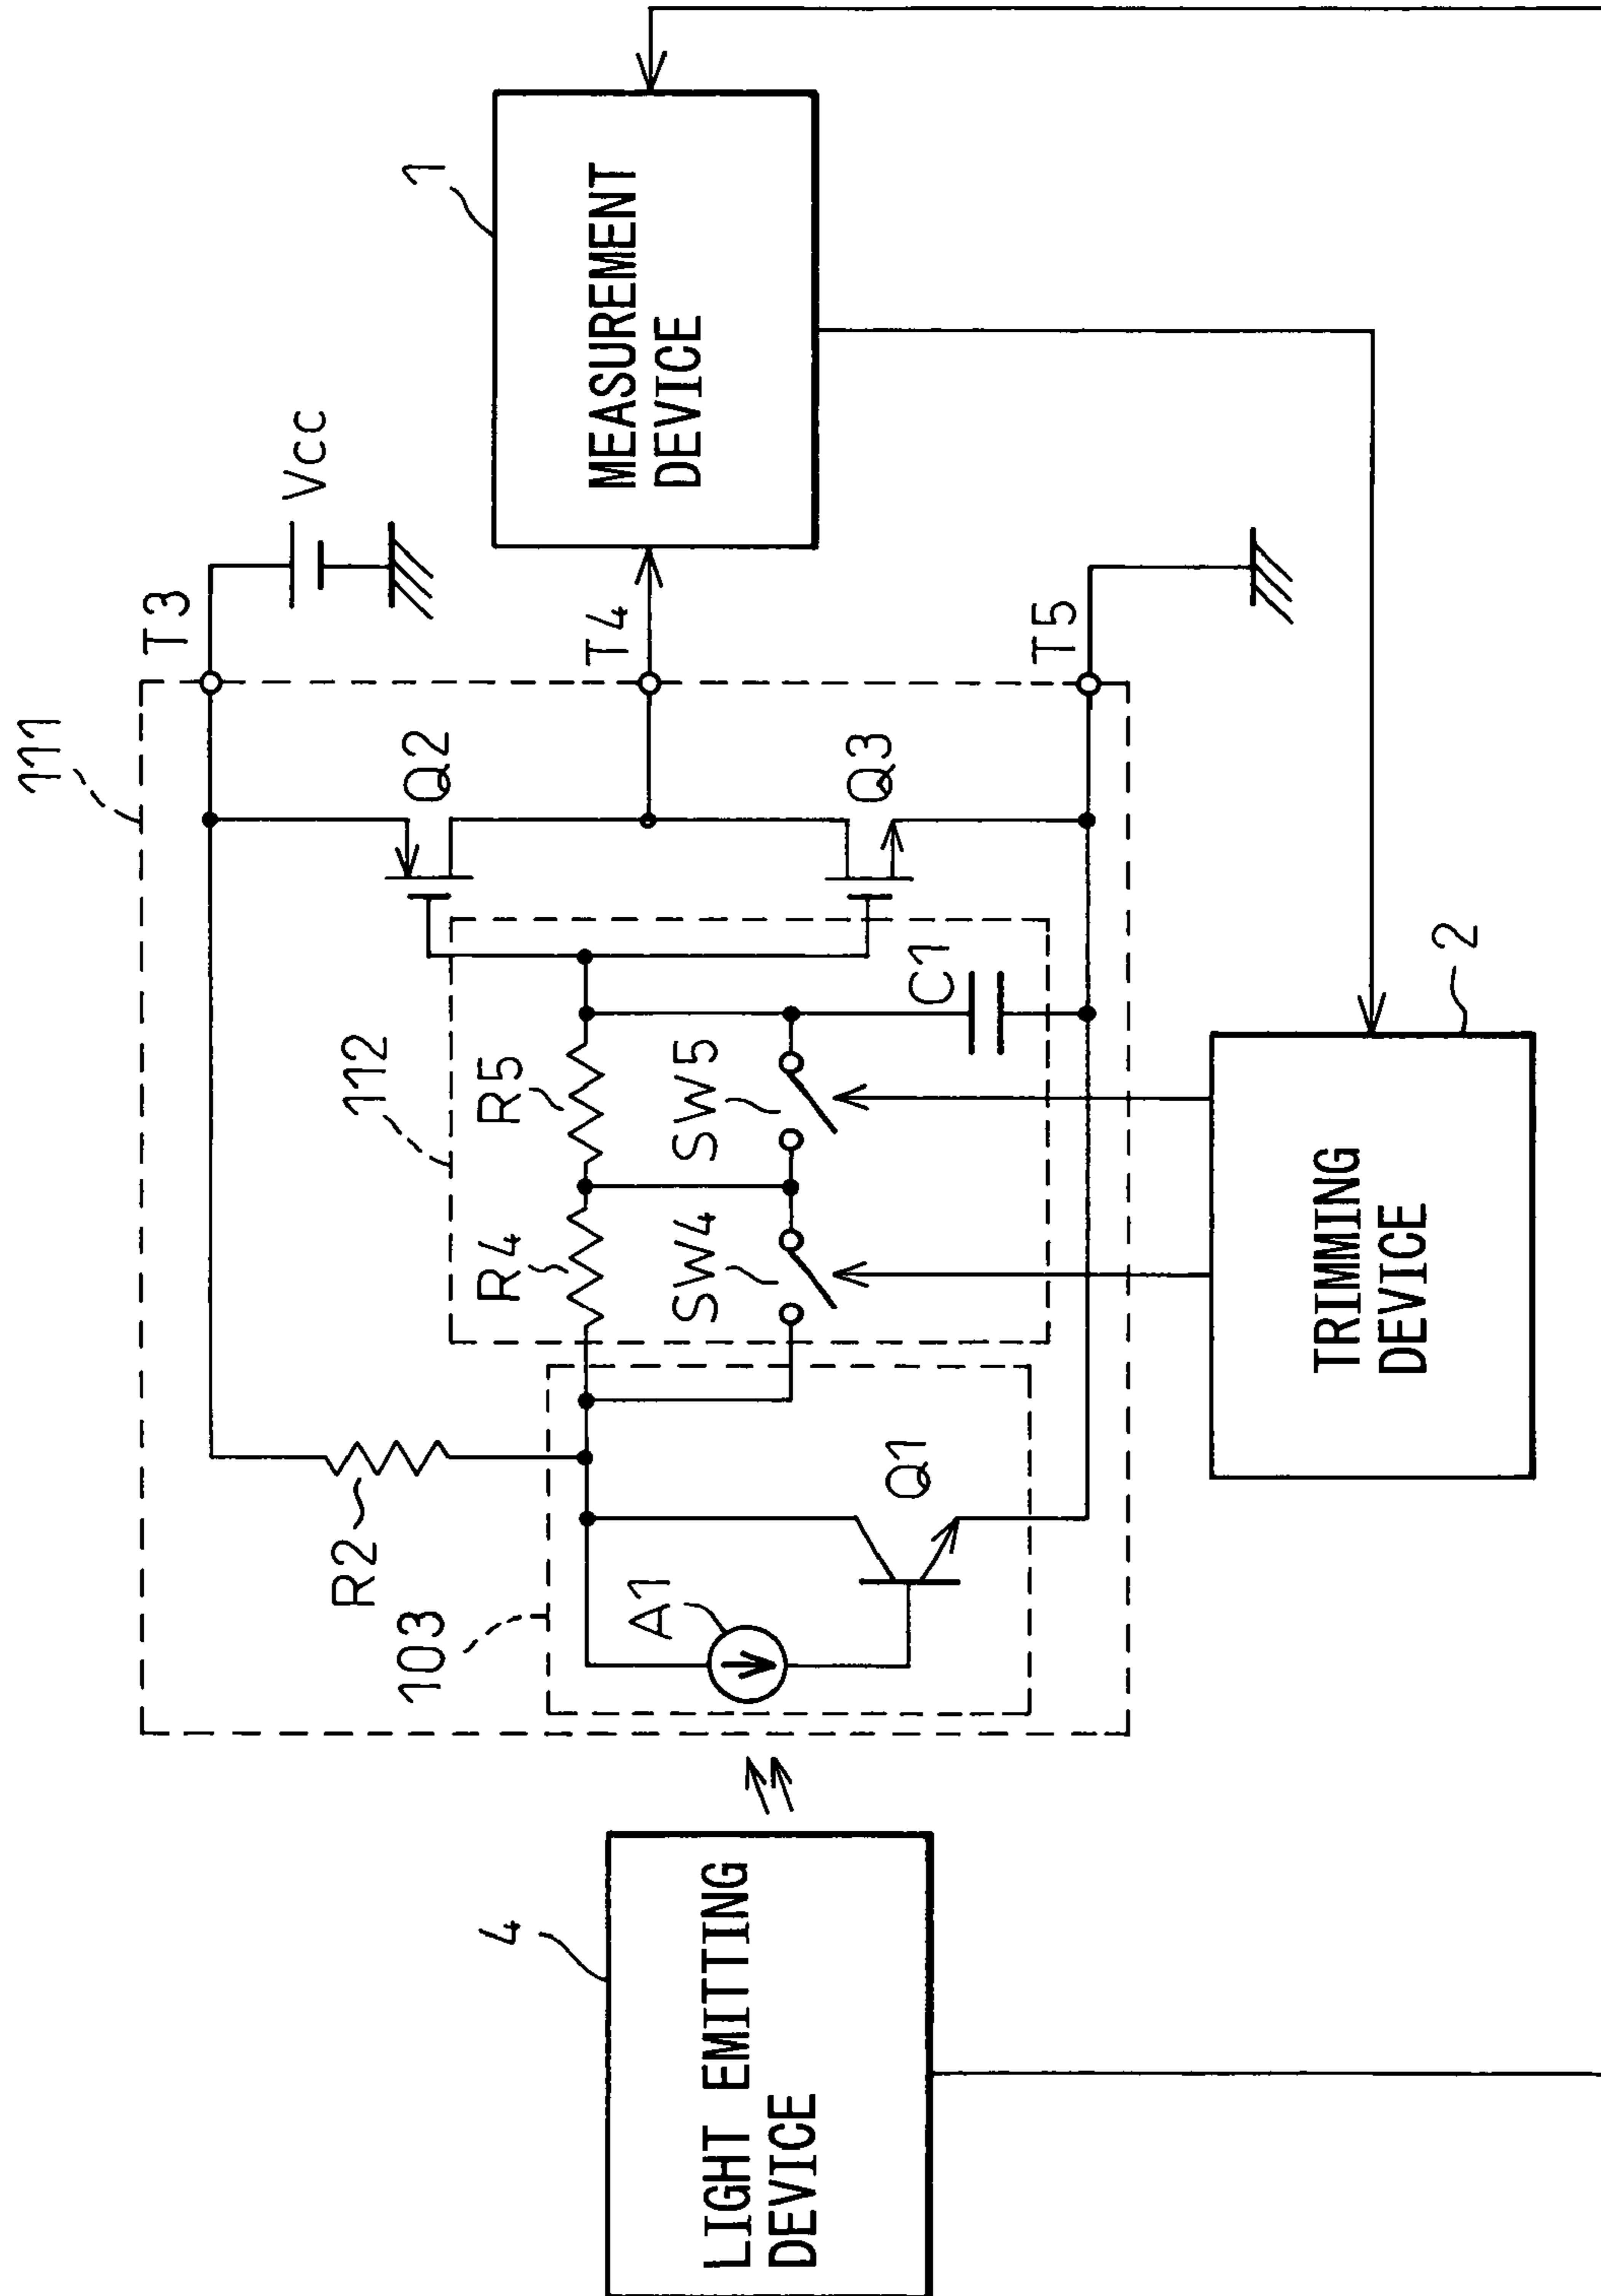 111
T3
Vcc
R2
112
Q2
1
MEASUREMENT
DEVICE
103
R4
R5
T4
4
A1
SW4
SW5
LIGHT EMITTING
DEVICE
Q1
C1
Q3
T5
TRIMMING
DEVICE
2